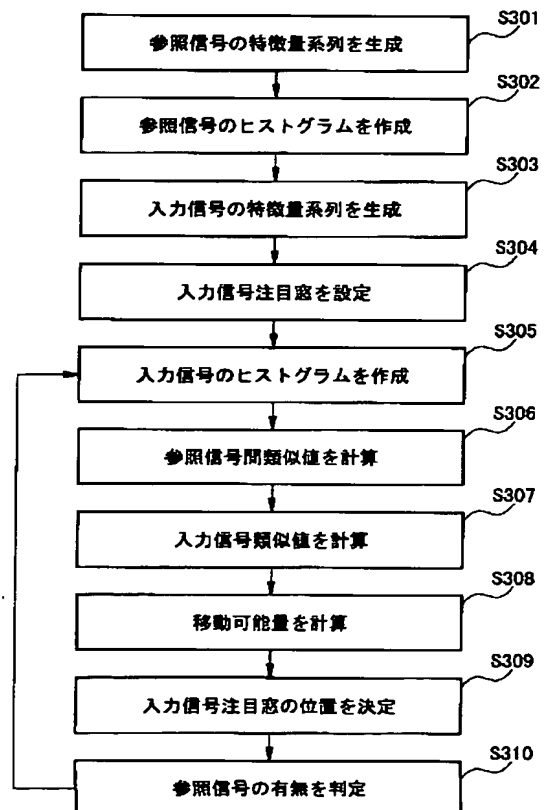 S301
参照信号の特徴量系列を生成
S302
参照信号のヒストグラムを作成
S303
入力信号の特徴量系列を生成
S304
入力信号注目窓を設定
S305
入力信号のヒストグラムを作成
S306
参照信号間類似値を計算
S307
入力信号類似値を計算
S308
移動可能量を計算
S309
入力信号注目窓の位置を決定
S310
参照信号の有無を判定